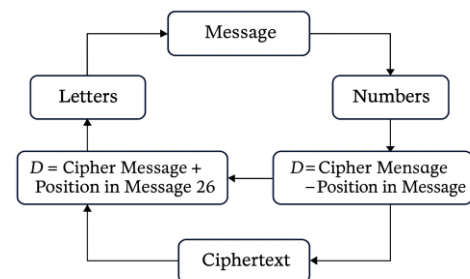 Message
Letters
Numbers
D = Cipher Message +
Position in Message 26
D = Cipher Mensage
– Position in Message
Ciphertext